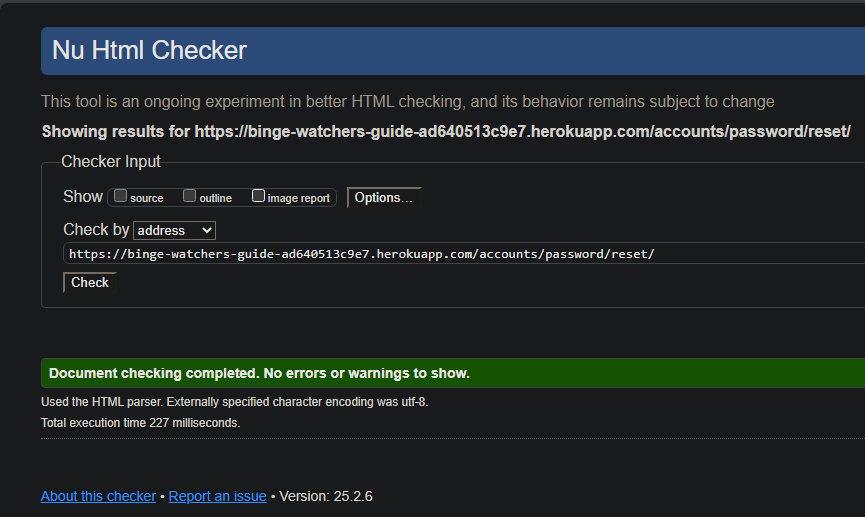 Nu Html Checker
This tool is an ongoing experiment in better HTML checking, and its behavior remains subject to change
Showing results for https://binge-watchers-guide-ad640513c9e7.herokuapp.com/accounts/password/reset/
Checker Input
Show source outline image report Options...
Check by address
https://binge-watchers-guide-ad640513c9e7.herokuapp.com/accounts/password/reset/
Check
Document checking completed. No errors or warnings to show.
Used the HTML parser. Externally specified character encoding was utf-8.
Total execution time 227 milliseconds.
About this checker • Report an issue • Version: 25.2.6